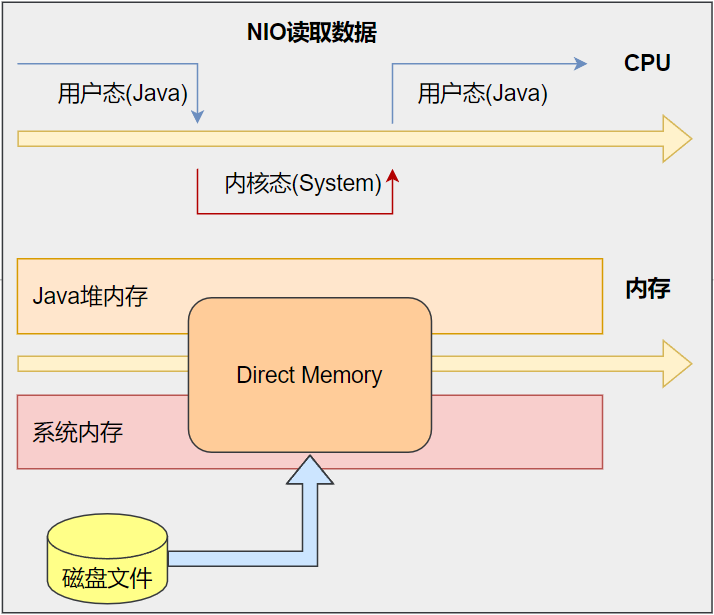 NIO读取数据
CPU
用户态(Java)
用户态(Java)
内核态(System)
内存
Java堆内存
Direct Memory
系统内存
磁盘文件